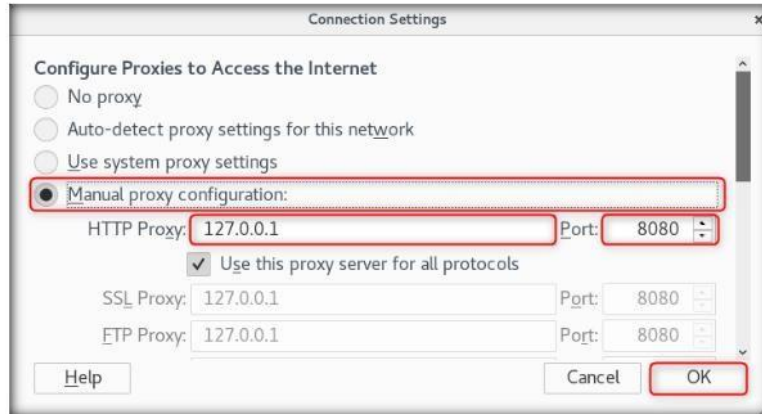 Connection Settings
x
Configure Proxies to Access the Internet
No proxy
Auto-detect proxy settings for this network
Use system proxy settings
Manual proxy configuration:
HTTP Proxy: 127.0.0.1 Port: 8080
Use this proxy server for all protocols
SSL Proxy: 127.0.0.1 Port: 8080
FTP Proxy: 127.0.0.1 Port: 8080
Help Cancel OK